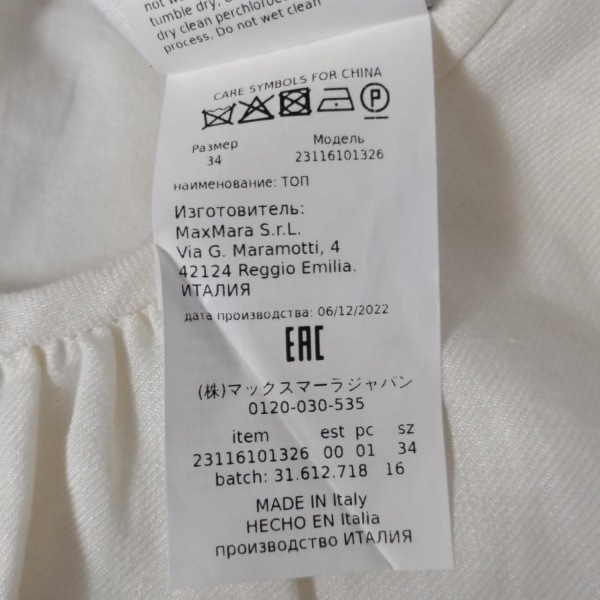 not w
tumble dry.
dry clean perchloroe
process. Do not wet clean
CARE SYMBOLS FOR CHINA
P
Размер Модель
34 23116101326
наименование: ТОП
Изготовитель:
MaxMara S.r.L.
Via G. Maramotti, 4
42124 Reggio Emilia.
ИТАЛИЯ
дата производства: 06/12/2022
EAC
(株)マックスマーラジャパン
0120-030-535
item est pc sz
23116101326 00 01 34
batch: 31.612.718 16
MADE IN Italy
HECHO EN Italia
производство ИТАЛИЯ